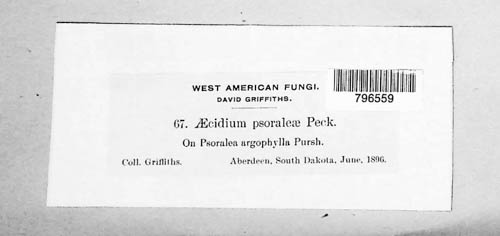 WEST AMERICAN FUNGI.
DAVID GRIFFITHS.
796559
67. Æcidium psoraleæ Peck.
On Psoralea argophylla Pursh.
Coll. Griffiths. Aberdeen, South Dakota, June, 1896.